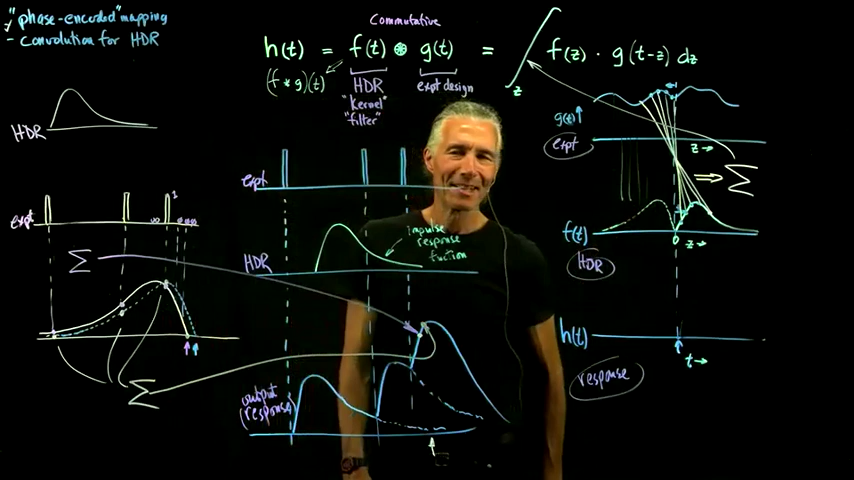 "phase-encoded" mapping
- convolution for HDR
Commutative
h(t) = f(t) ⊛ g(t) = ∫ f(z) · g(t-z) dz
z
(f * g)(t)
HDR
"kernel"
"filter"
expt design
HDR
expt
1
Σ
Σ
expt
HDR
impulse
response
function
output
(response)
g(t)
expt
z →
⇒ Σ
f(t)
0
z →
HDR
h(t)
t →
response